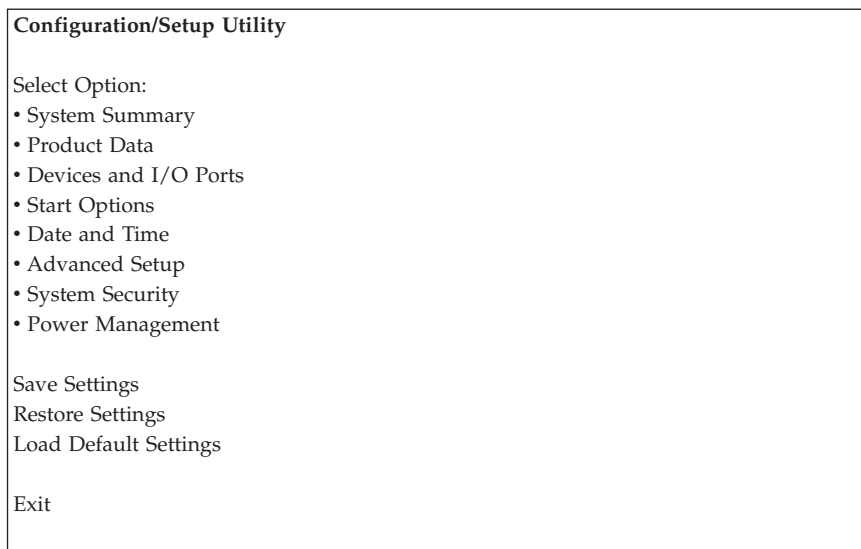 Configuration/Setup Utility
Select Option:
• System Summary
• Product Data
• Devices and I/O Ports
• Start Options
• Date and Time
• Advanced Setup
• System Security
• Power Management
Save Settings
Restore Settings
Load Default Settings
Exit